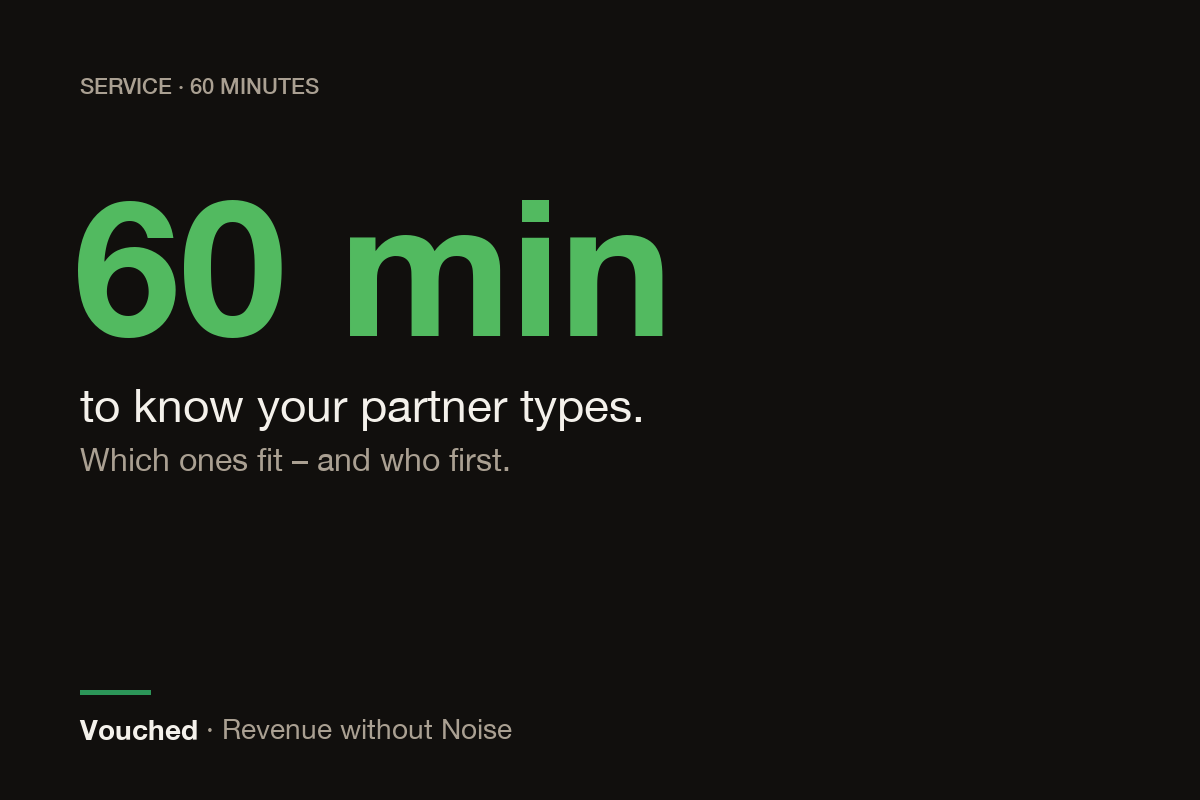 SERVICE · 60 MINUTES
60 min
to know your partner types.
Which ones fit – and who first.
Vouched · Revenue without Noise